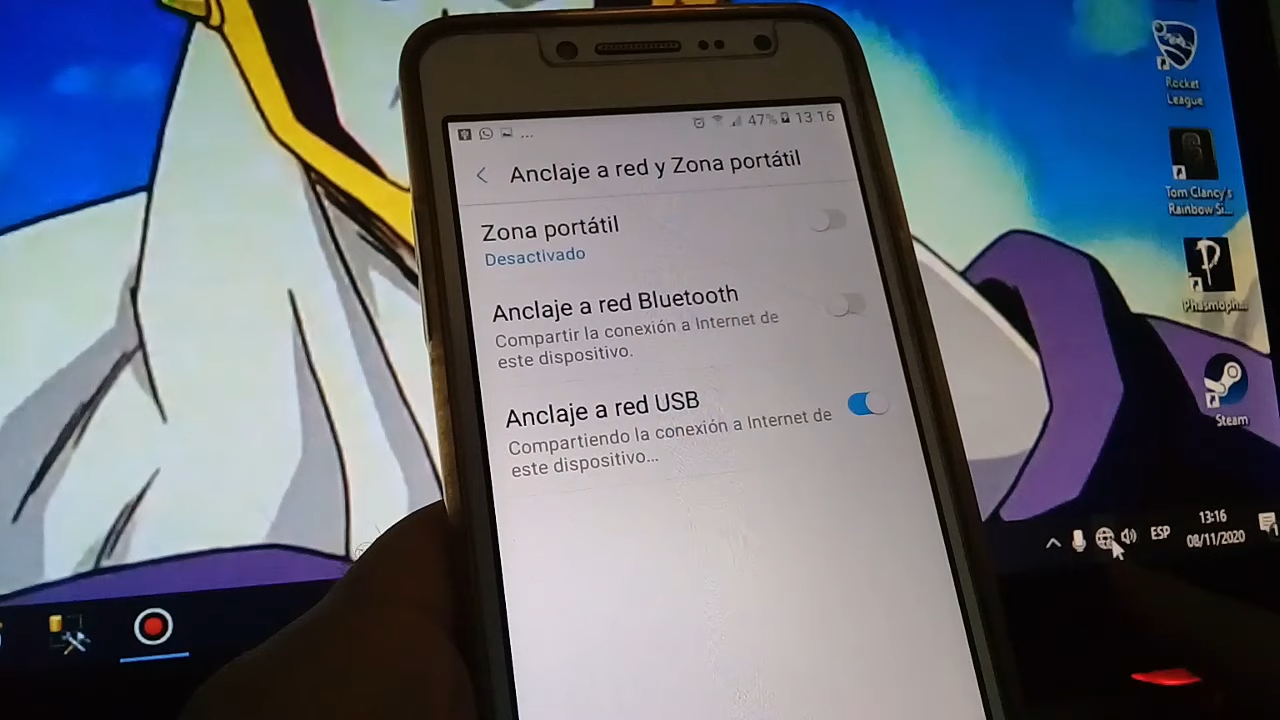 ... 47% 13:16
Anclaje a red y Zona portátil
Zona portátil
Desactivado
Anclaje a red Bluetooth
Compartir la conexión a Internet de
este dispositivo.
Anclaje a red USB
Compartiendo la conexión a Internet de
este dispositivo...
Rocket
League
Tom Clancy's
Rainbow Si...
Phasmoph...
Steam
ESP
13:16
08/11/2020